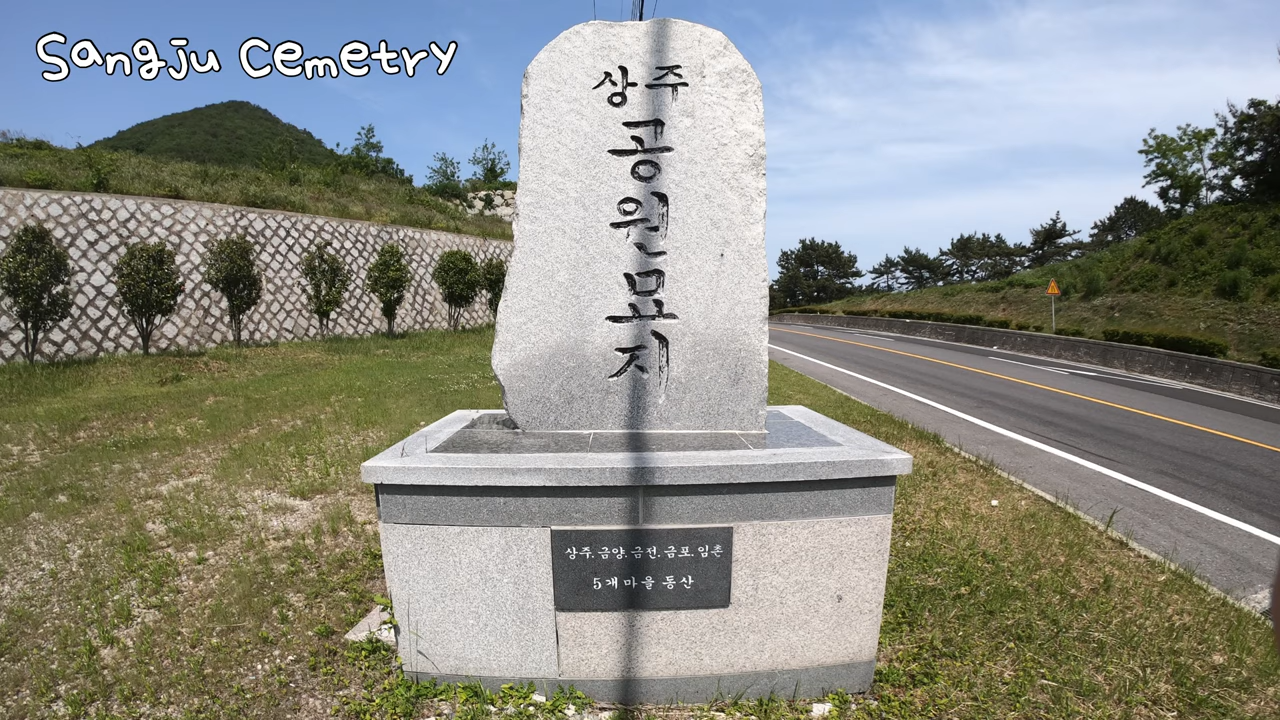 Sangju Cemetry
상주
공
원
묘
지
상주.금양.금전.금포.임촌
5개마을 동산